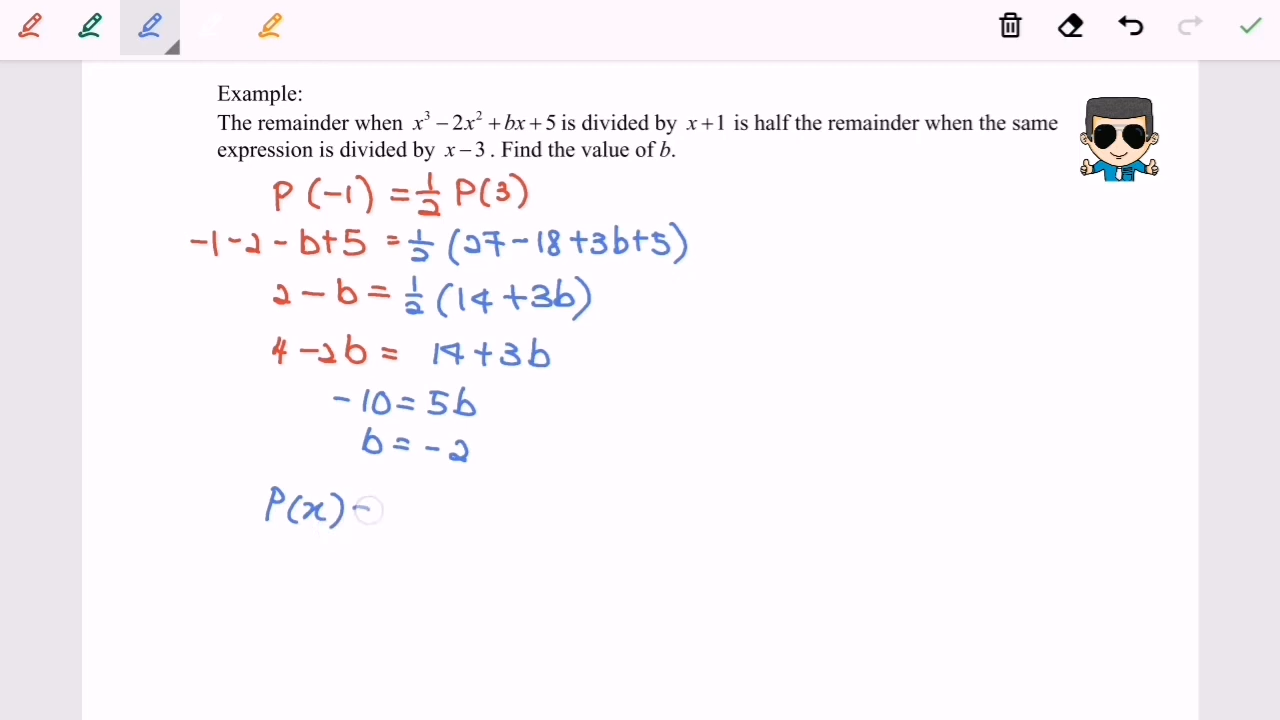 Example:
The remainder when x³ − 2x² + bx + 5 is divided by x + 1 is half the remainder when the same
expression is divided by x − 3. Find the value of b.
P(-1) = 1/2 P(3)
-1 - 2 - b + 5 = 1/2 (27 - 18 + 3b + 5)
2 - b = 1/2 (14 + 3b)
4 - 2b = 14 + 3b
-10 = 5b
b = -2
P(x) -